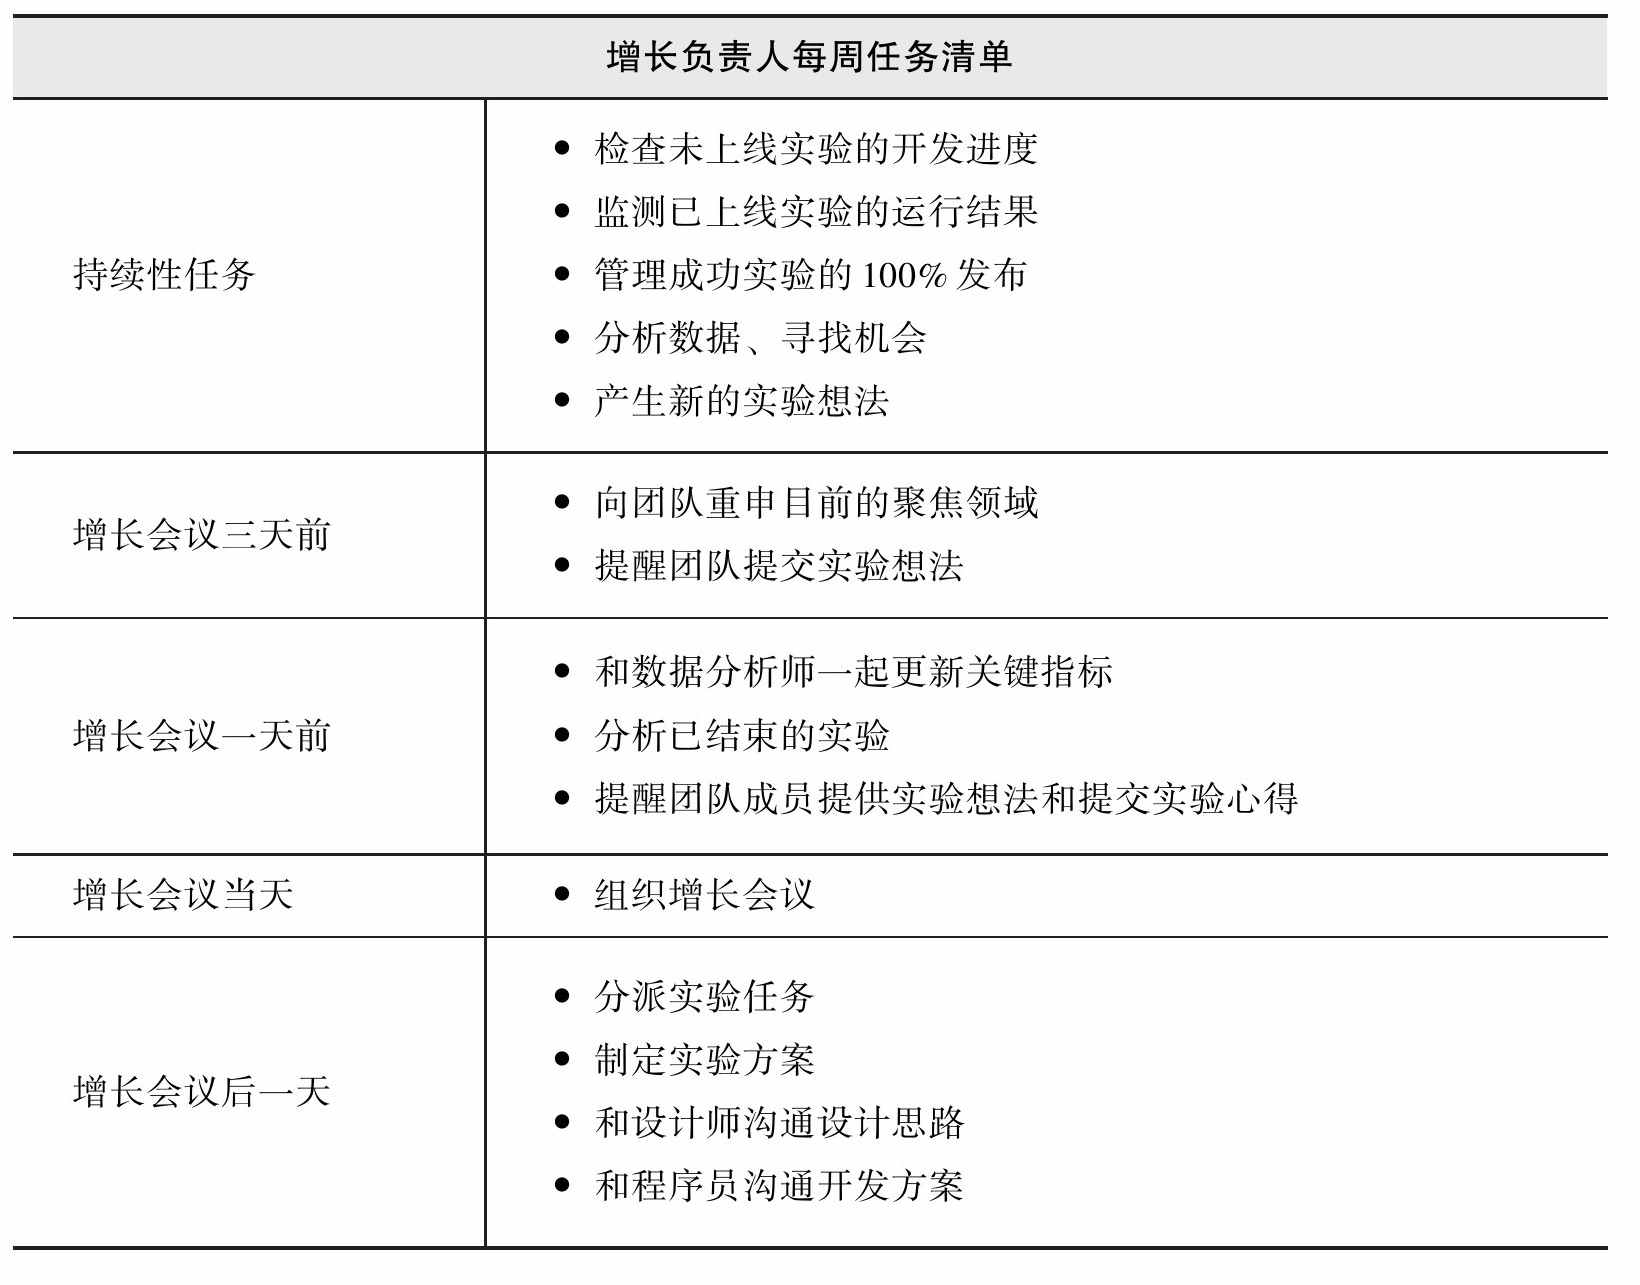 增长负责人每周任务清单
持续性任务
• 检查未上线实验的开发进度
• 监测已上线实验的运行结果
• 管理成功实验的 100% 发布
• 分析数据、寻找机会
• 产生新的实验想法
增长会议三天前
• 向团队重申目前的聚焦领域
• 提醒团队提交实验想法
增长会议一天前
• 和数据分析师一起更新关键指标
• 分析已结束的实验
• 提醒团队成员提供实验想法和提交实验心得
增长会议当天
• 组织增长会议
增长会议后一天
• 分派实验任务
• 制定实验方案
• 和设计师沟通设计思路
• 和程序员沟通开发方案